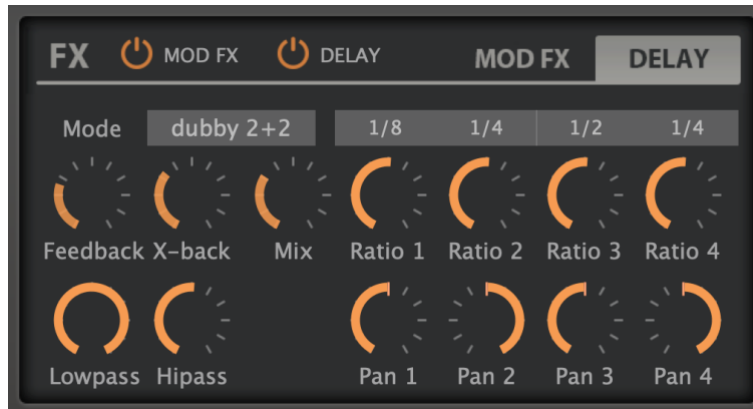 FX MOD FX DELAY MOD FX DELAY
Mode dubby 2+2 1/8 1/4 1/2 1/4
Feedback X-back Mix Ratio 1 Ratio 2 Ratio 3 Ratio 4
Lowpass Hipass Pan 1 Pan 2 Pan 3 Pan 4